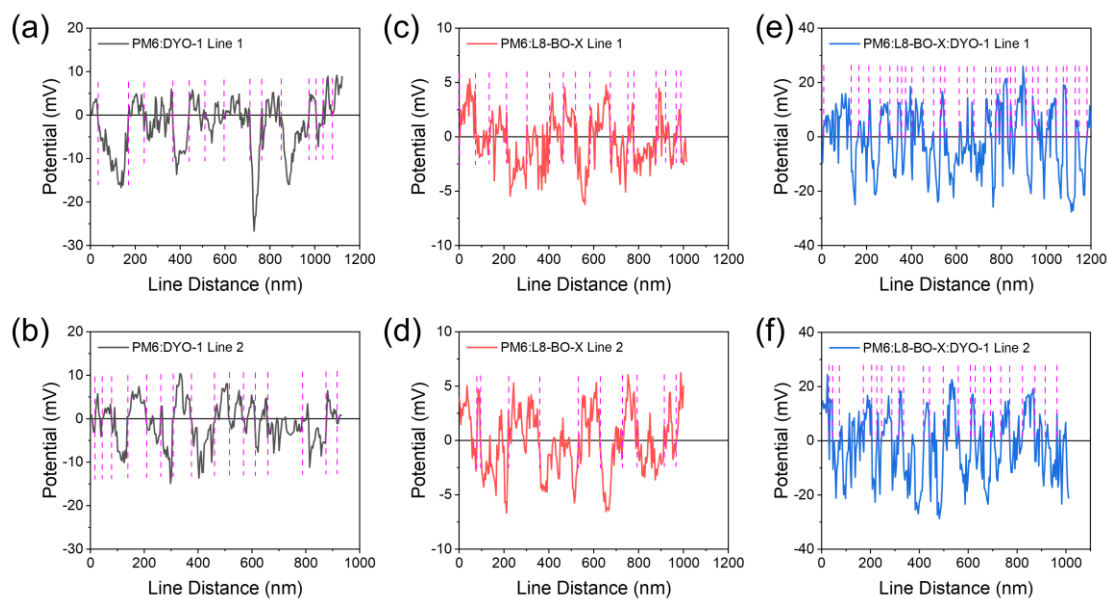 (a)
PM6:DYO-1 Line 1
Potential (mV)
20
10
0
-10
-20
-30
0 200 400 600 800 1000 1200
Line Distance (nm)
(c)
PM6:L8-BO-X Line 1
Potential (mV)
10
5
0
-5
-10
0 200 400 600 800 1000 1200
Line Distance (nm)
(e)
PM6:L8-BO-X:DYO-1 Line 1
Potential (mV)
40
20
0
-20
-40
0 200 400 600 800 1000 1200
Line Distance (nm)
(b)
PM6:DYO-1 Line 2
Potential (mV)
20
10
0
-10
-20
-30
0 200 400 600 800 1000
Line Distance (nm)
(d)
PM6:L8-BO-X Line 2
Potential (mV)
10
5
0
-5
-10
0 200 400 600 800 1000 1200
Line Distance (nm)
(f)
PM6:L8-BO-X:DYO-1 Line 2
Potential (mV)
40
20
0
-20
-40
0 200 400 600 800 1000
Line Distance (nm)